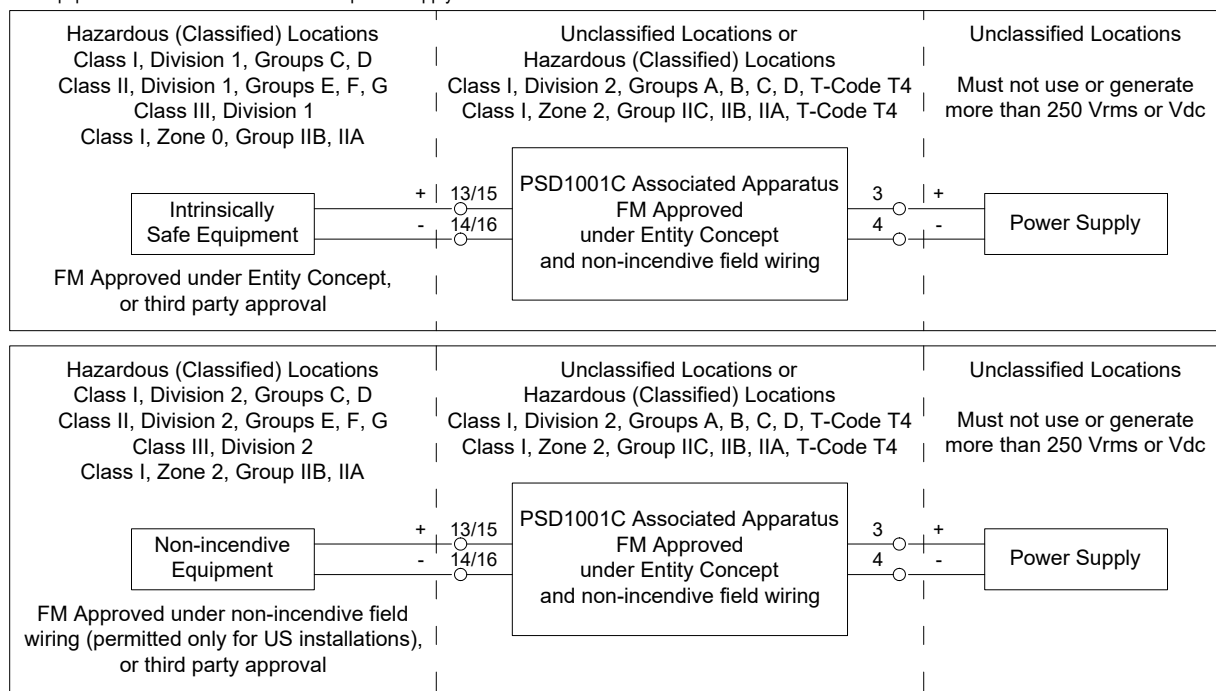 Hazardous (Classified) Locations
Class I, Division 1, Groups C, D
Class II, Division 1, Groups E, F, G
Class III, Division 1
Class I, Zone 0, Group IIB, IIA
Unclassified Locations or
Hazardous (Classified) Locations
Class I, Division 2, Groups A, B, C, D, T-Code T4
Class I, Zone 2, Group IIC, IIB, IIA, T-Code T4
Unclassified Locations
Must not use or generate
more than 250 Vrms or Vdc
Intrinsically
Safe Equipment
+ 13/15
- 14/16
PSD1001C Associated Apparatus
FM Approved
under Entity Concept
and non-incendive field wiring
3 +
4 -
Power Supply
FM Approved under Entity Concept,
or third party approval
Hazardous (Classified) Locations
Class I, Division 2, Groups C, D
Class II, Division 2, Groups E, F, G
Class III, Division 2
Class I, Zone 2, Group IIB, IIA
Unclassified Locations or
Hazardous (Classified) Locations
Class I, Division 2, Groups A, B, C, D, T-Code T4
Class I, Zone 2, Group IIC, IIB, IIA, T-Code T4
Unclassified Locations
Must not use or generate
more than 250 Vrms or Vdc
Non-incendive
Equipment
+ 13/15
- 14/16
PSD1001C Associated Apparatus
FM Approved
under Entity Concept
and non-incendive field wiring
3 +
4 -
Power Supply
FM Approved under non-incendive field
wiring (permitted only for US installations),
or third party approval